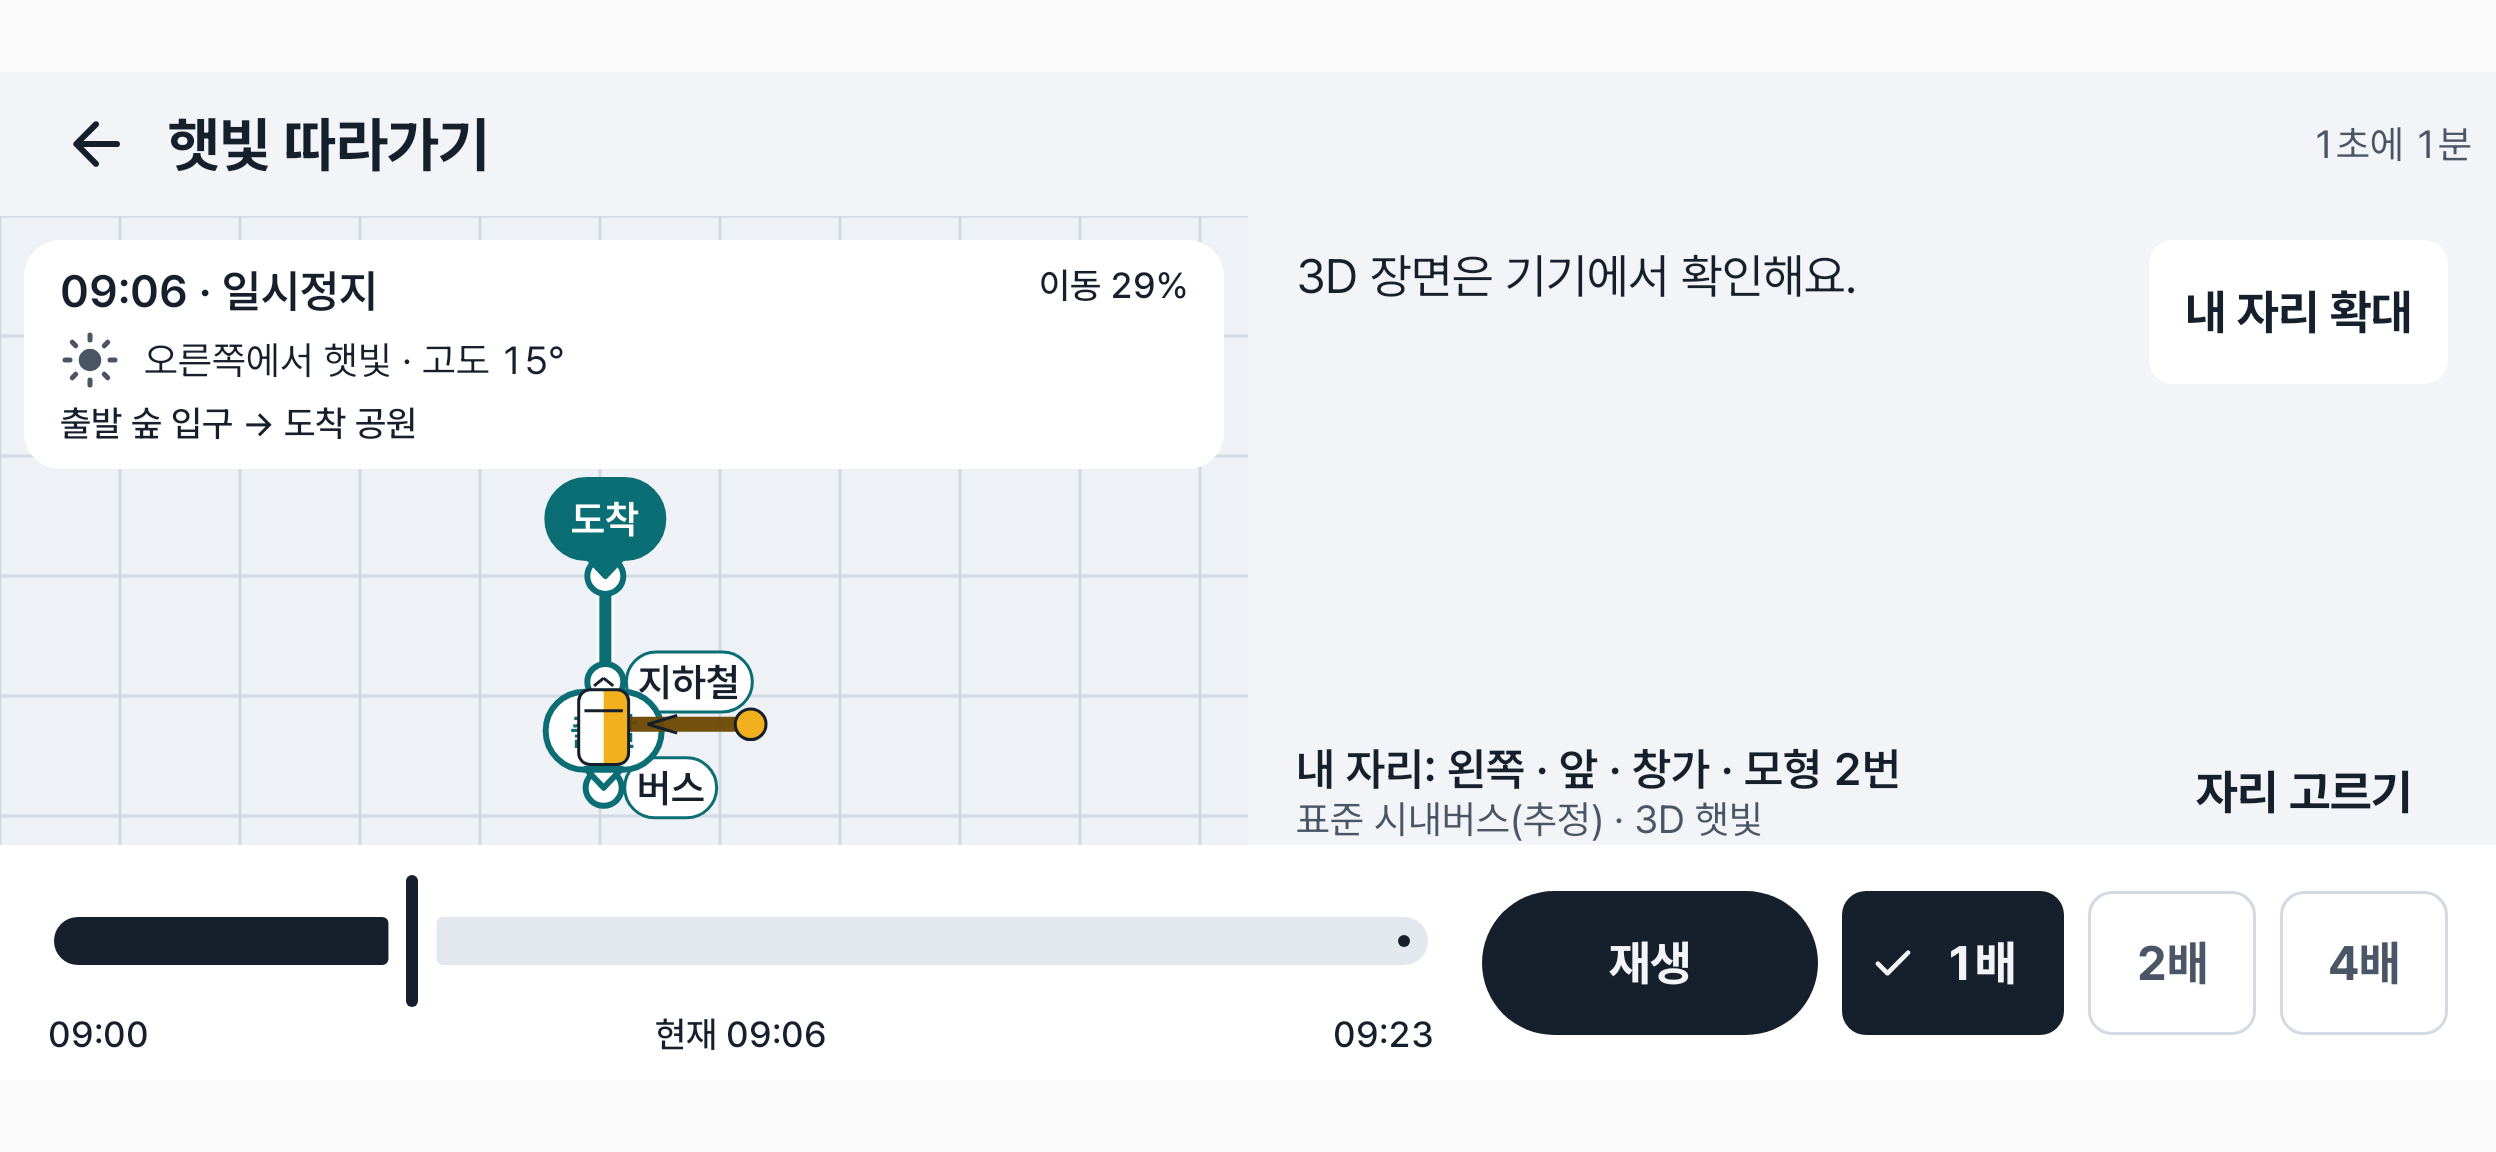 햇빛 따라가기
1초에 1분
09:06 · 일시정지
이동 29%
오른쪽에서 햇빛 · 고도 15°
출발 숲 입구 → 도착 공원
도착
지하철
버스
3D 장면은 기기에서 확인해요.
내 자리 확대
내 자리: 왼쪽 · 앞 · 창가 · 모형 2번
표준 시내버스(추정) · 3D 햇빛
자리 고르기
재생
1배
2배
4배
09:00
현재 09:06
09:23